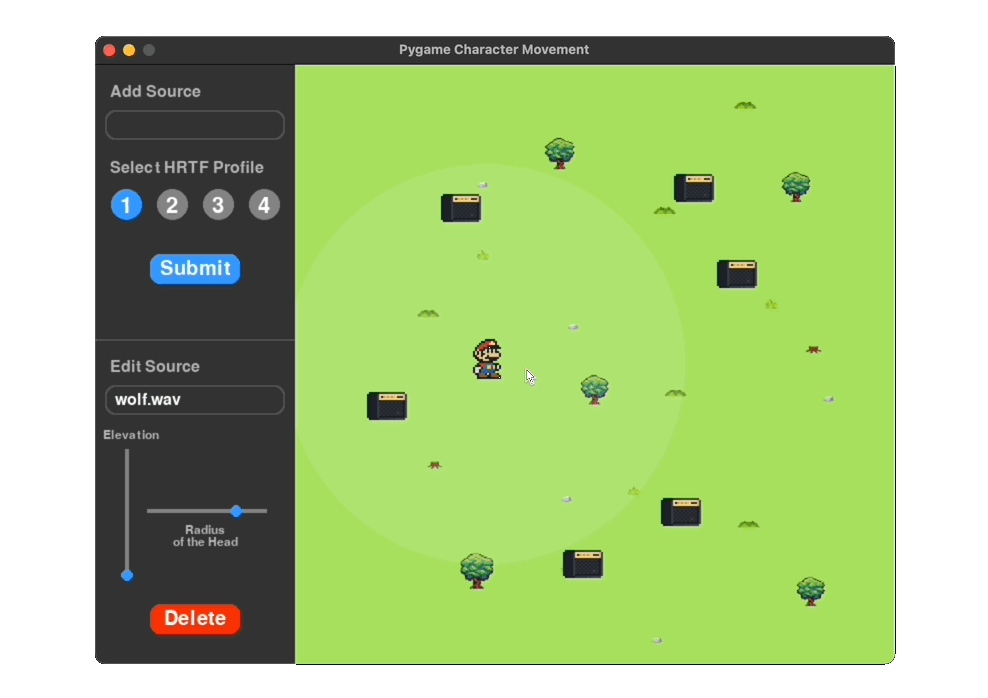 Pygame Character Movement
Add Source
Select HRTF Profile
1 2 3 4
Submit
Edit Source
wolf.wav
Elevation
Radius
of the Head
Delete